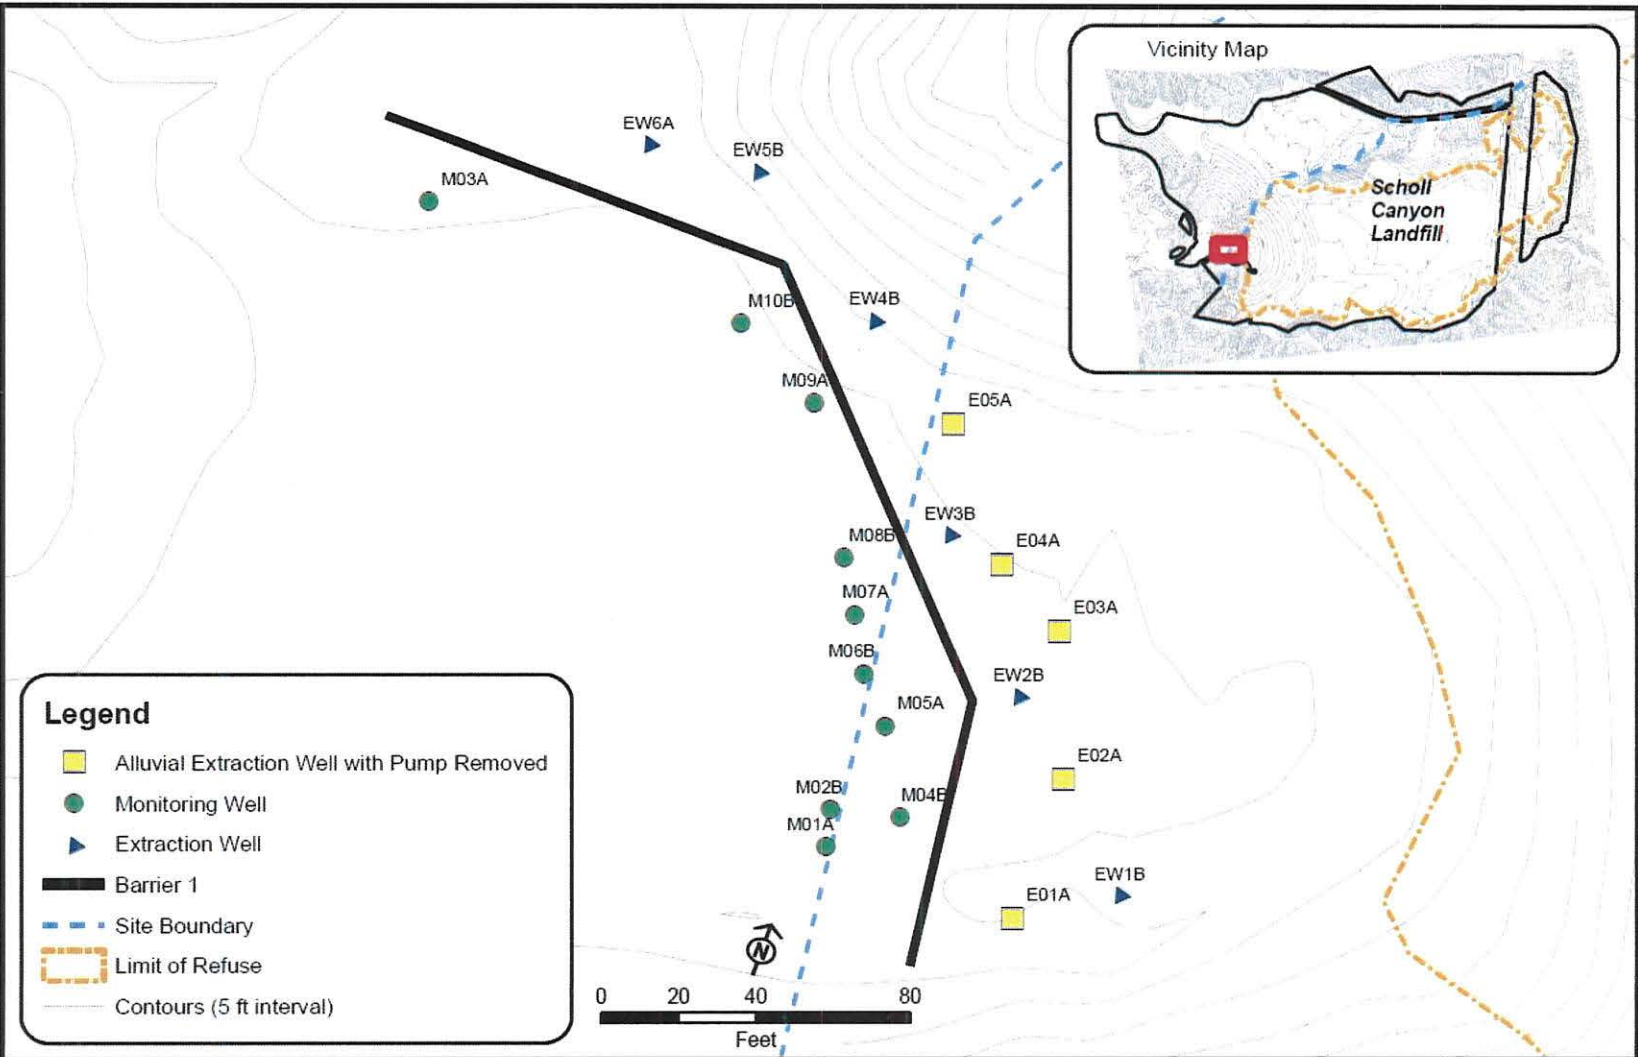 Vicinity Map
Scholl
Canyon
Landfill
EW6A
EW5B
M03A
M10B
EW4B
M09A
E05A
EW3B
M08B
E04A
M07A
E03A
M06B
EW2B
M05A
E02A
M02B
M04B
M01A
EW1B
E01A
N
0 20 40 80
Feet
Legend
Alluvial Extraction Well with Pump Removed
Monitoring Well
Extraction Well
Barrier 1
Site Boundary
Limit of Refuse
Contours (5 ft interval)